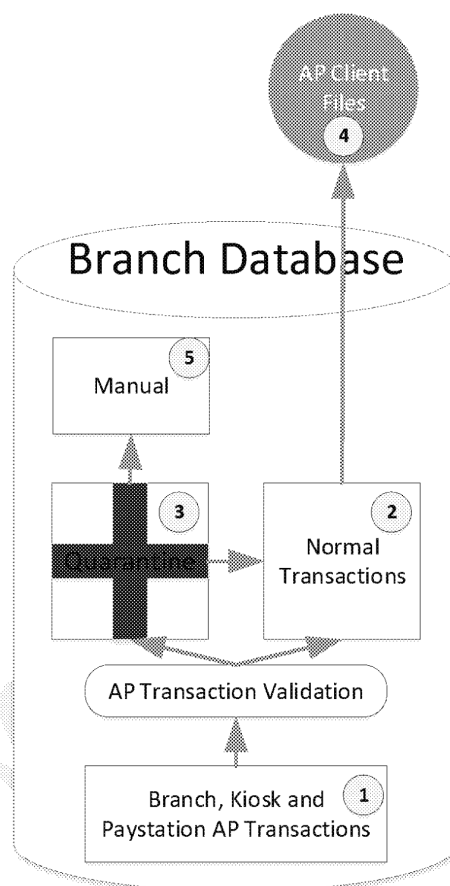 AP Client
Files
4
Branch Database
5
Manual
3
Quarantine
2
Normal
Transactions
AP Transaction Validation
1
Branch, Kiosk and
Paystation AP Transactions